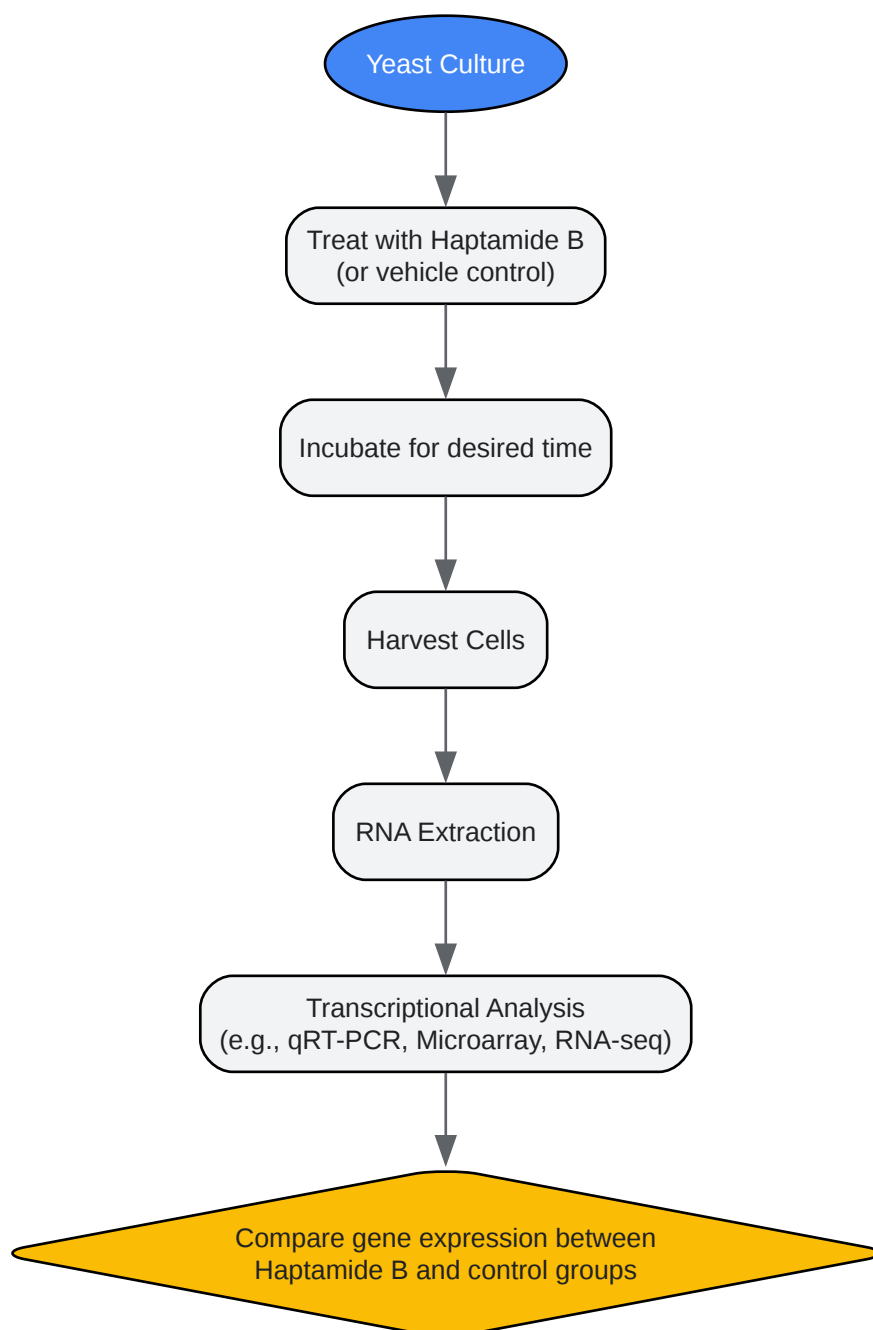 Yeast Culture
Treat with Haptamide B
(or vehicle control)
Incubate for desired time
Harvest Cells
RNA Extraction
Transcriptional Analysis
(e.g., qRT-PCR, Microarray, RNA-seq)
Compare gene expression between
Haptamide B and control groups